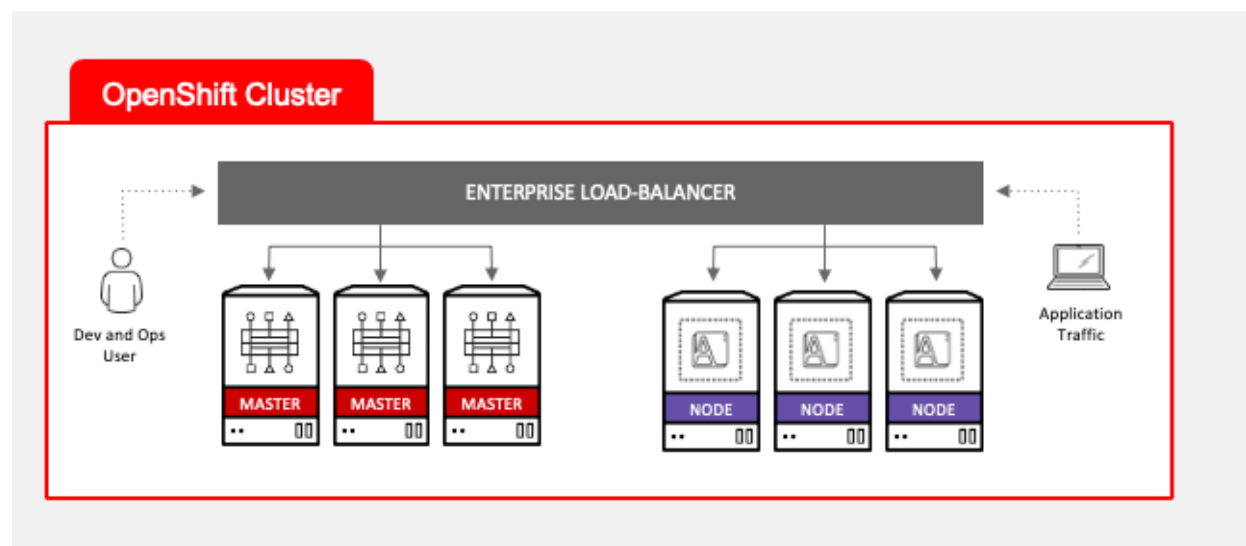 OpenShift Cluster
ENTERPRISE LOAD-BALANCER
Dev and Ops
User
Application
Traffic
MASTER
MASTER
MASTER
NODE
NODE
NODE